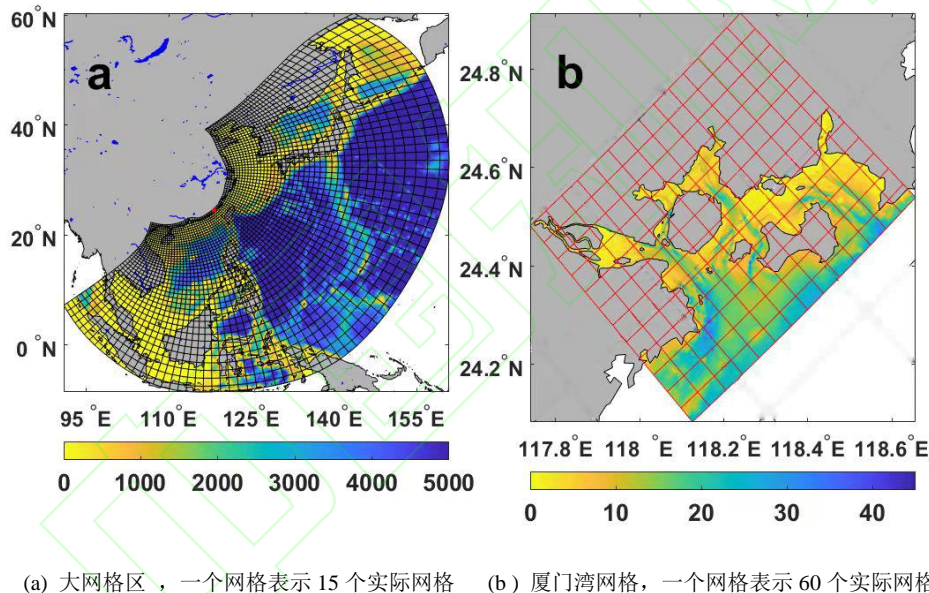 60°N
40°N
20°N
0°N
95°E 110°E 125°E 140°E 155°E
0 1000 2000 3000 4000 5000
a
24.8°N
24.6°N
24.4°N
24.2°N
117.8°E 118°E 118.2°E 118.4°E 118.6°E
0 10 20 30 40
b
(a) 大网格区 ，一个网格表示 15 个实际网格 (b ) 厦门湾网格，一个网格表示 60 个实际网格